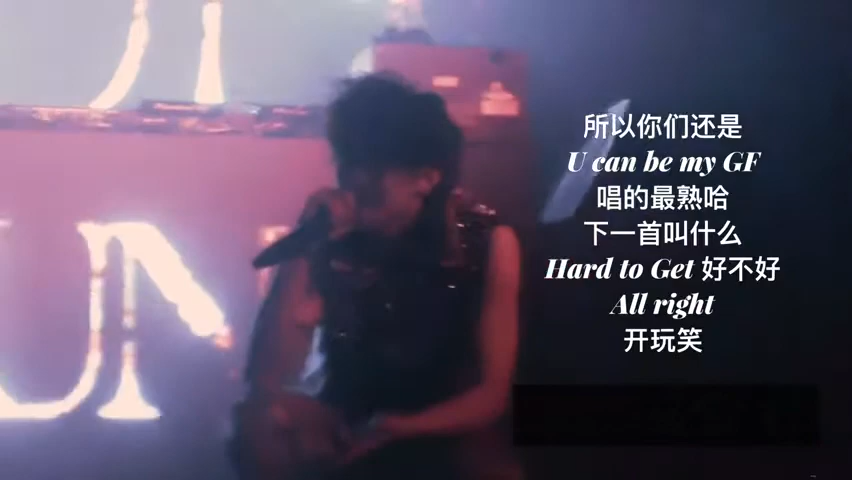 UN
所以你们还是
U can be my GF
唱的最熟哈
下一首叫什么
Hard to Get 好不好
All right
开玩笑